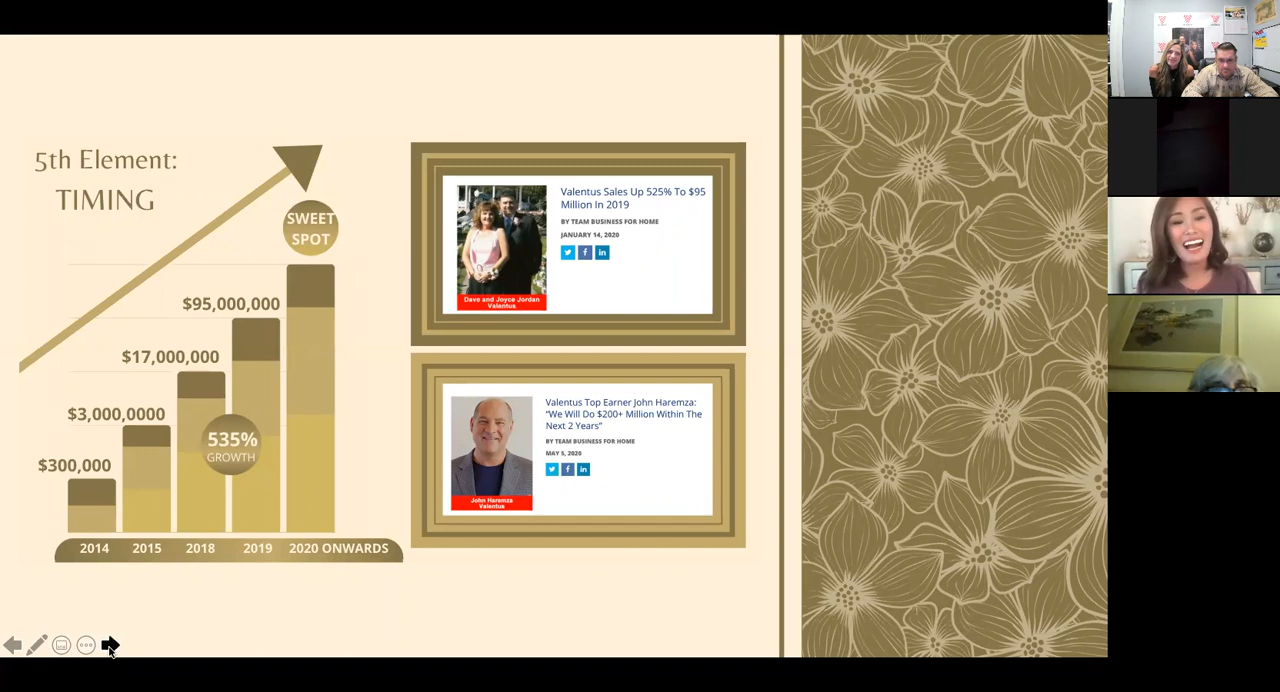 5th Element:
TIMING
SWEET
SPOT
$95,000,000
$17,000,000
$3,000,0000
$300,000
535%
GROWTH
2014 2015 2018 2019 2020 ONWARDS
Valentus Sales Up 525% To $95
Million In 2019
BY TEAM BUSINESS FOR HOME
JANUARY 14, 2020
Dave and Joyce Jordan
Valentus
Valentus Top Earner John Haremza:
“We Will Do $200+ Million Within The
Next 2 Years”
BY TEAM BUSINESS FOR HOME
MAY 5, 2020
John Haremza
Valentus